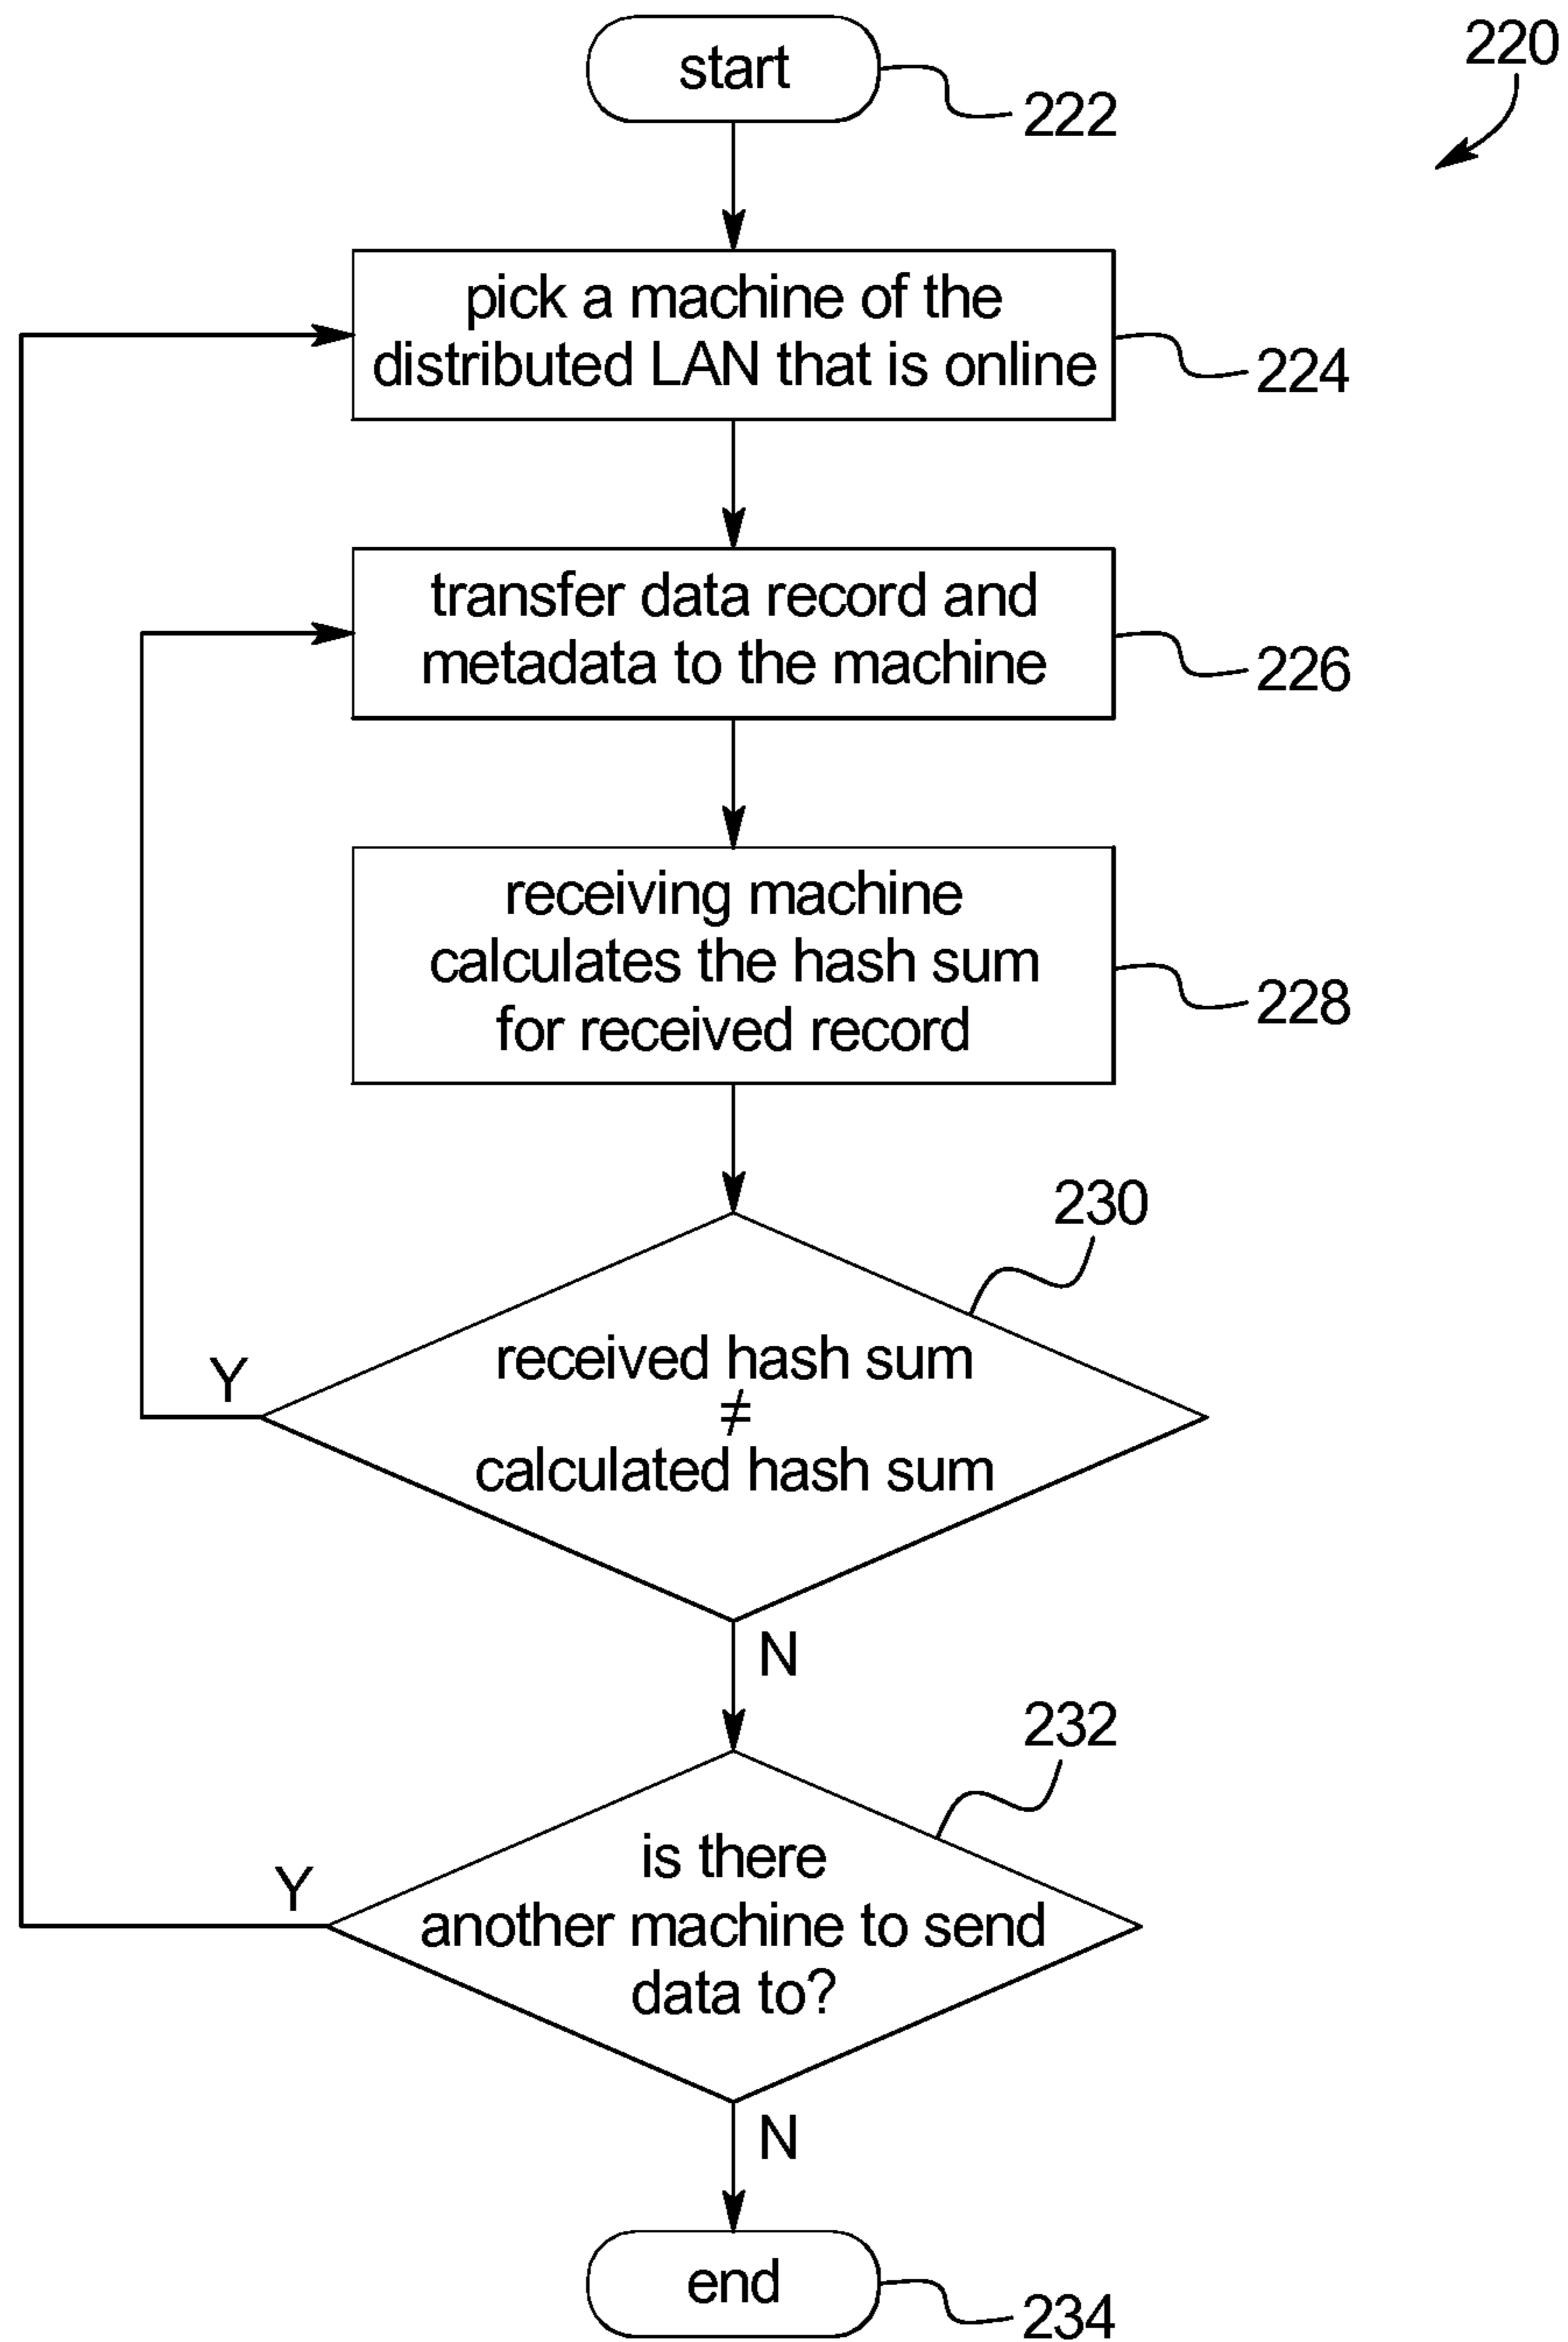 220
start
222
pick a machine of the
distributed LAN that is online
224
transfer data record and
metadata to the machine
226
receiving machine
calculates the hash sum
for received record
228
230
received hash sum
≠
calculated hash sum
Y
N
232
is there
another machine to send
data to?
Y
N
end
234